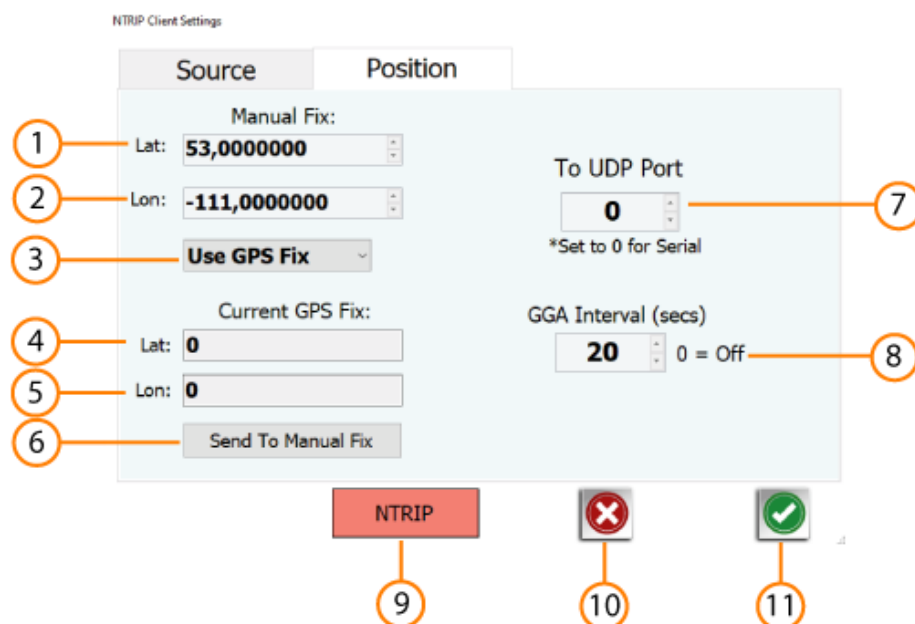 NTRIP Client Settings
Source Position
Manual Fix:
1 Lat: 53,0000000
2 Lon: -111,0000000
3 Use GPS Fix
Current GPS Fix:
4 Lat: 0
5 Lon: 0
6 Send To Manual Fix
To UDP Port
0 7
*Set to 0 for Serial
GGA Interval (secs)
20 0 = Off 8
NTRIP
9 10 11